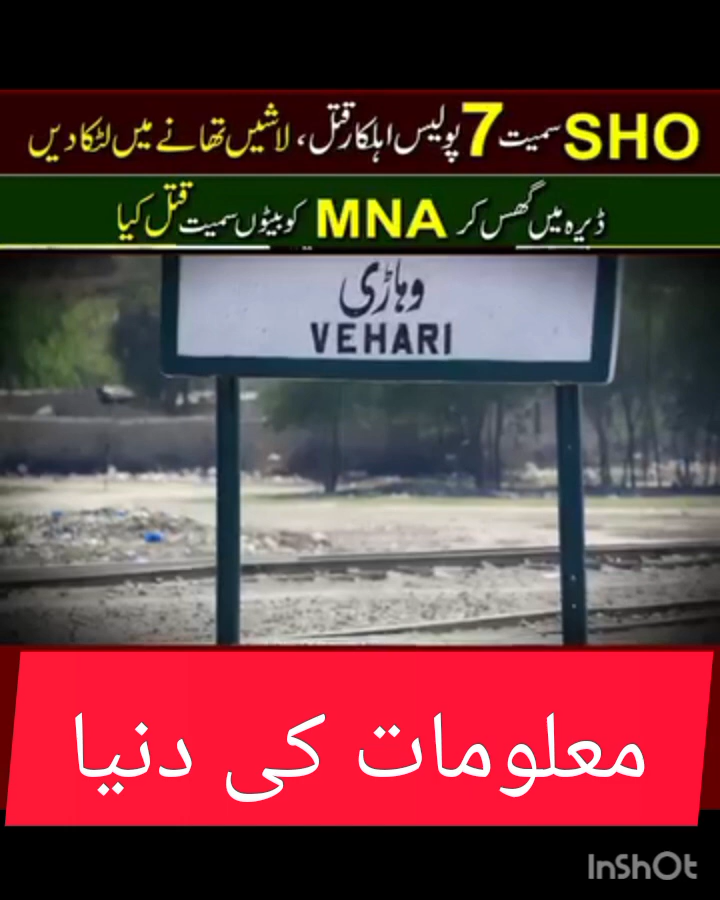 SHO سمیت 7 پولیس اہلکار قتل، لاشیں تھانے میں لٹکا دیں
ڈیرہ میں گھس کر MNA کو بیٹوں سمیت قتل کیا
وہاڑی
VEHARI
معلومات کی دنیا
InShOt